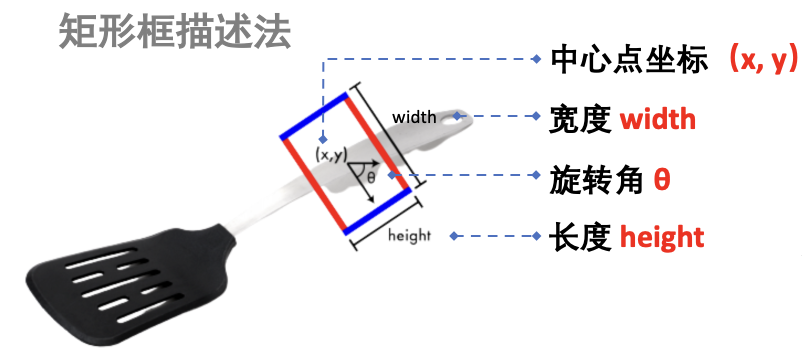 矩形框描述法
中心点坐标（x, y）
width
宽度 width
(x,y)
θ
旋转角 θ
height
长度 height